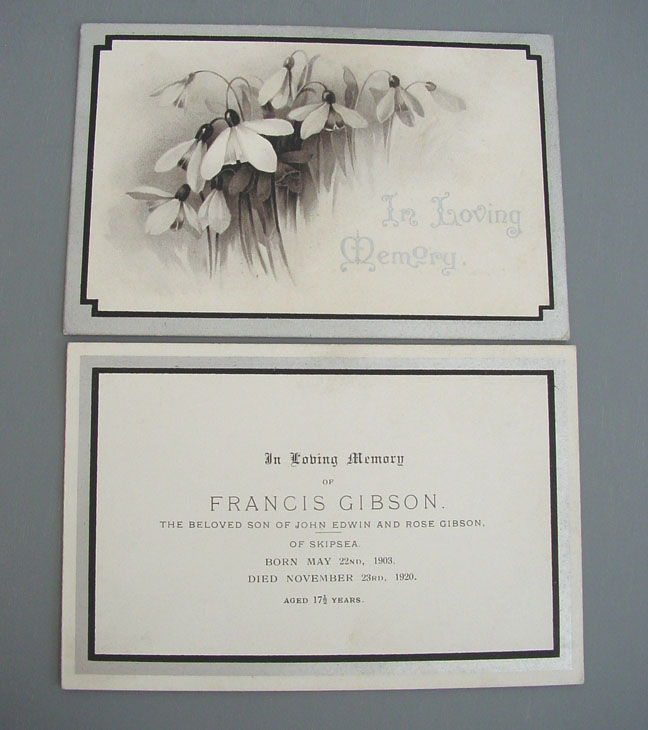 In Loving
Memory.
In Loving Memory
OF
FRANCIS GIBSON.
THE BELOVED SON OF JOHN EDWIN AND ROSE GIBSON,
OF SKIPSEA.
BORN MAY 22ND, 1903.
DIED NOVEMBER 23RD, 1920.
AGED 17½ YEARS.